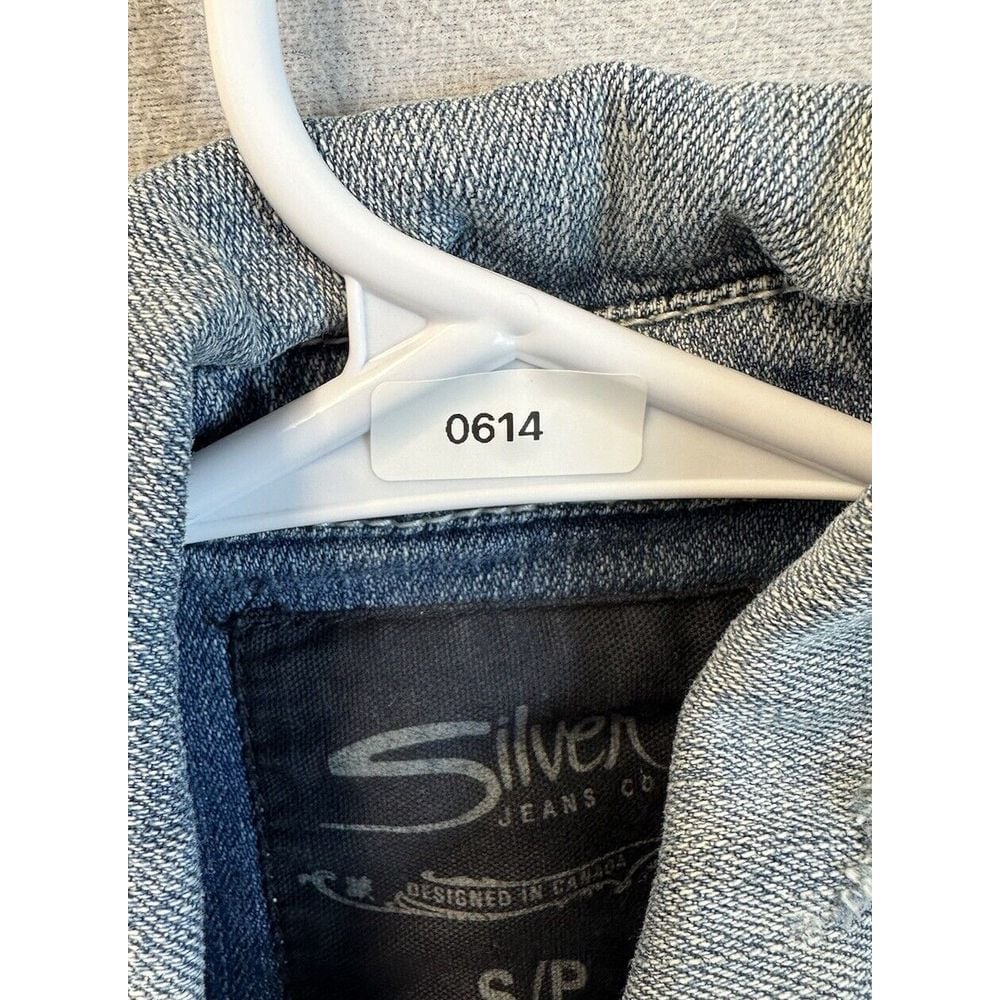 0614
Silver
JEANS CO
DESIGNED IN CANADA
S/P